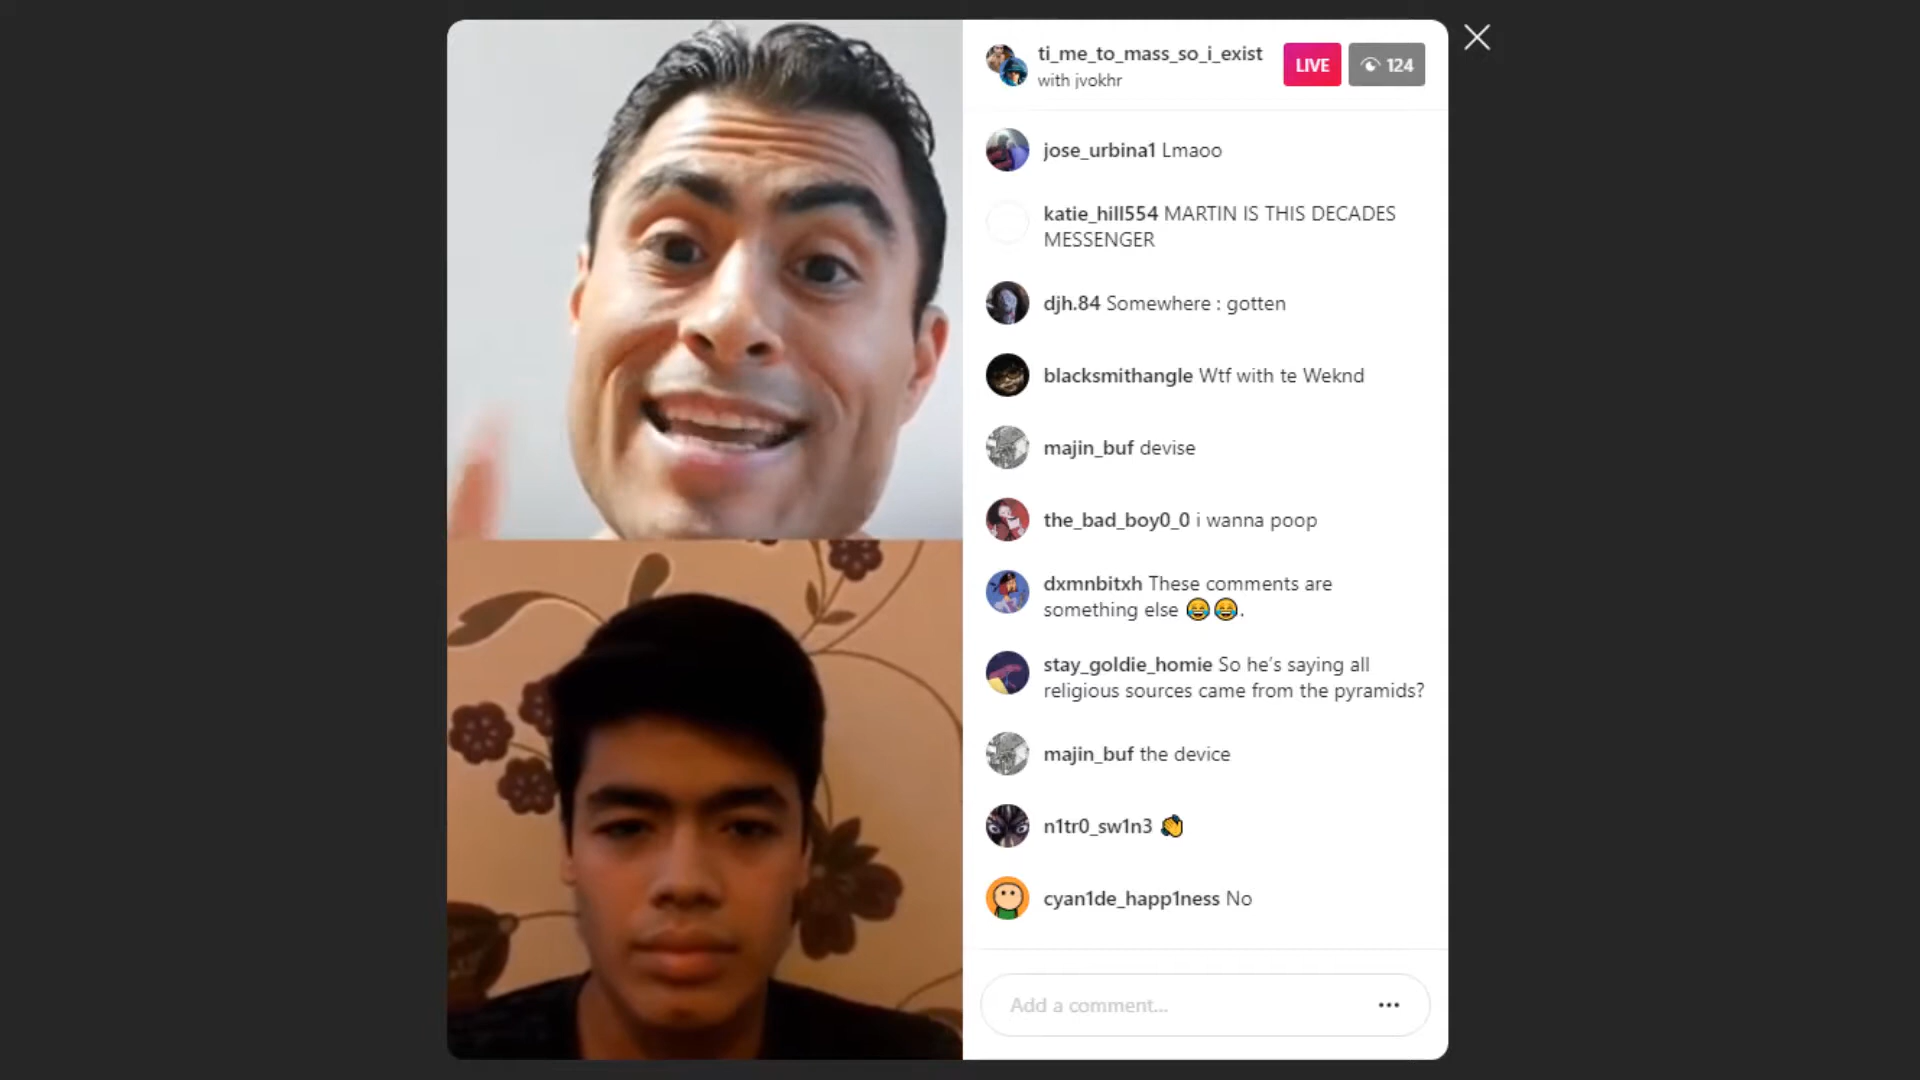 ti_me_to_mass_so_i_exist
with jvokhr
LIVE
124
jose_urbina1 Lmaoo
katie_hill554 MARTIN IS THIS DECADES
MESSENGER
djh.84 Somewhere : gotten
blacksmithangle Wtf with te Weknd
majin_buf devise
the_bad_boy0_0 i wanna poop
dxmnbitxh These comments are
something else 😂😂.
stay_goldie_homie So he's saying all
religious sources came from the pyramids?
majin_buf the device
n1tr0_sw1n3 👏
cyan1de_happ1ness No
Add a comment...